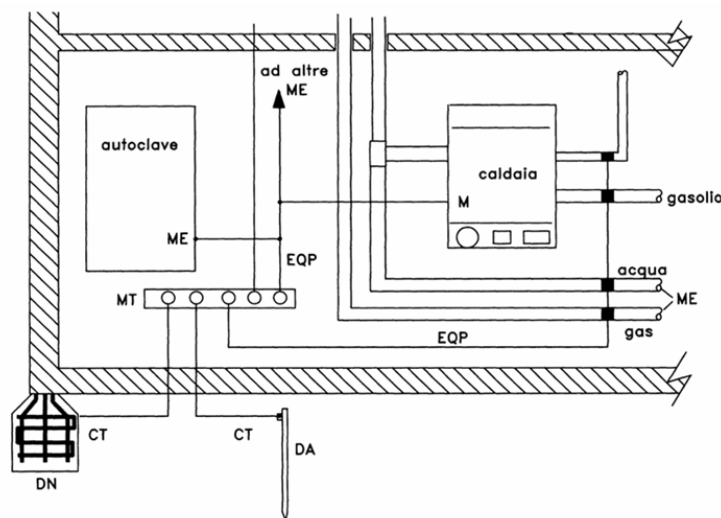 ad altre
ME
autoclave
caldaia
M
gasolio
ME
EQP
acqua
MT
ME
gas
EQP
CT
CT
DA
DN